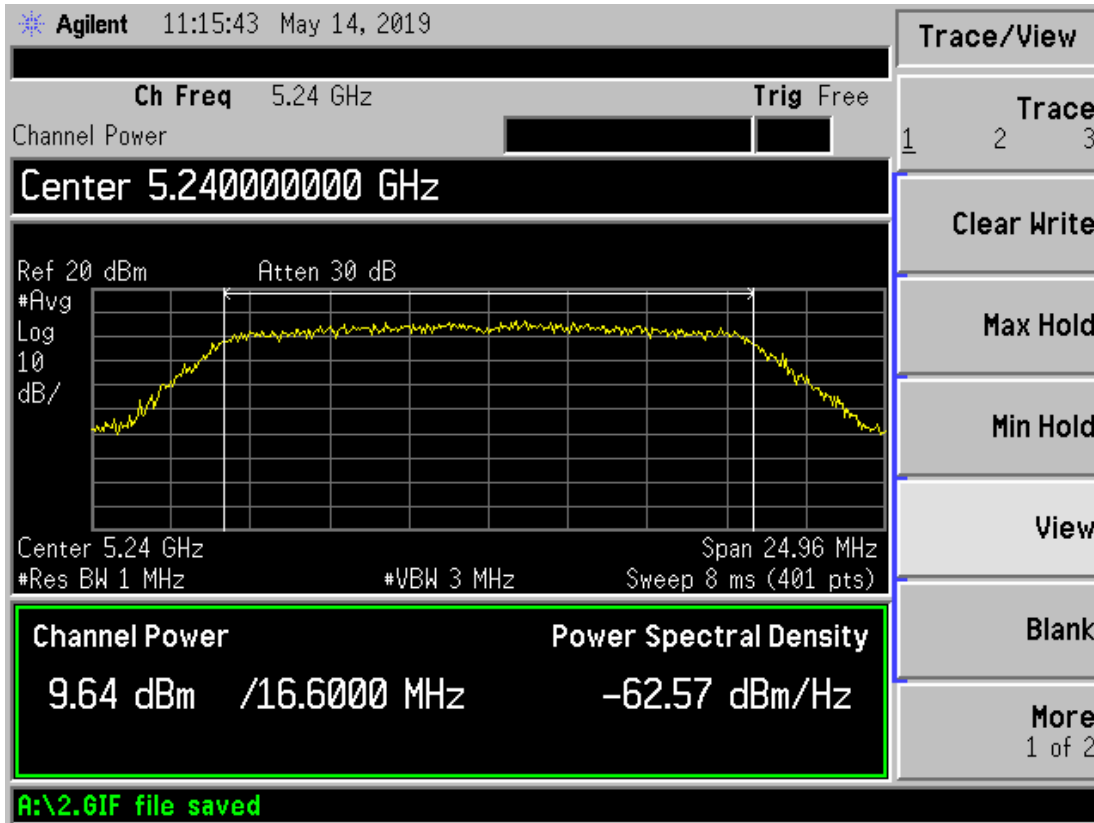 Agilent 11:15:43 May 14, 2019
Trace/View
Ch Freq 5.24 GHz Trig Free
Channel Power
Center 5.240000000 GHz
Ref 20 dBm Atten 30 dB
#Avg
Log
10
dB/
Center 5.24 GHz Span 24.96 MHz
#Res BW 1 MHz #VBW 3 MHz Sweep 8 ms (401 pts)
Channel Power Power Spectral Density
9.64 dBm /16.6000 MHz -62.57 dBm/Hz
A:\2.GIF file saved
Trace
1 2 3
Clear Write
Max Hold
Min Hold
View
Blank
More
1 of 2